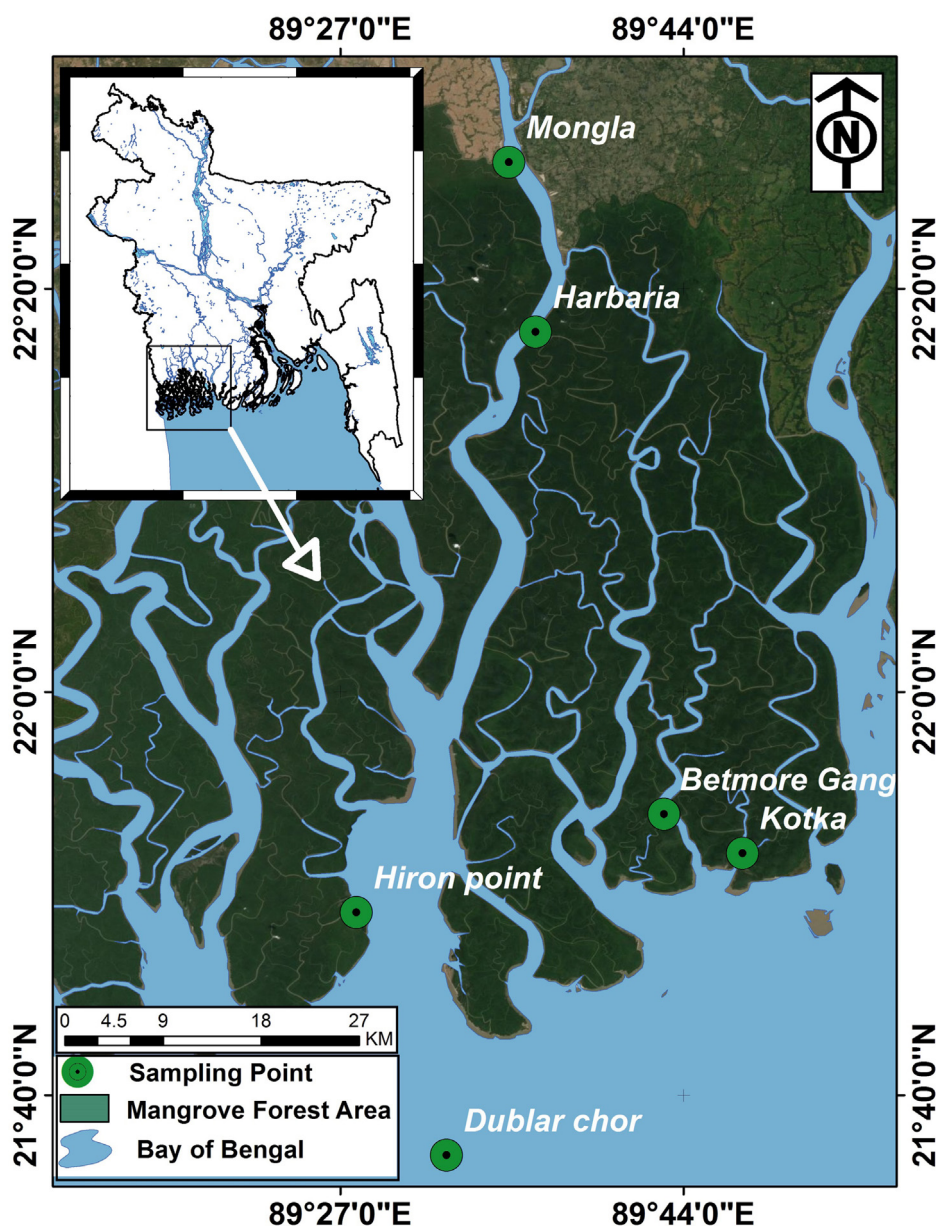 89°27'0"E 89°44'0"E
N
Mongla
22°20'0"N 22°20'0"N
Harbaria
22°0'0"N 22°0'0"N
Betmore Gang
Kotka
Hiron point
0 4.5 9 18 27
KM
Sampling Point
Mangrove Forest Area
Bay of Bengal
21°40'0"N 21°40'0"N
Dublar chor
89°27'0"E 89°44'0"E